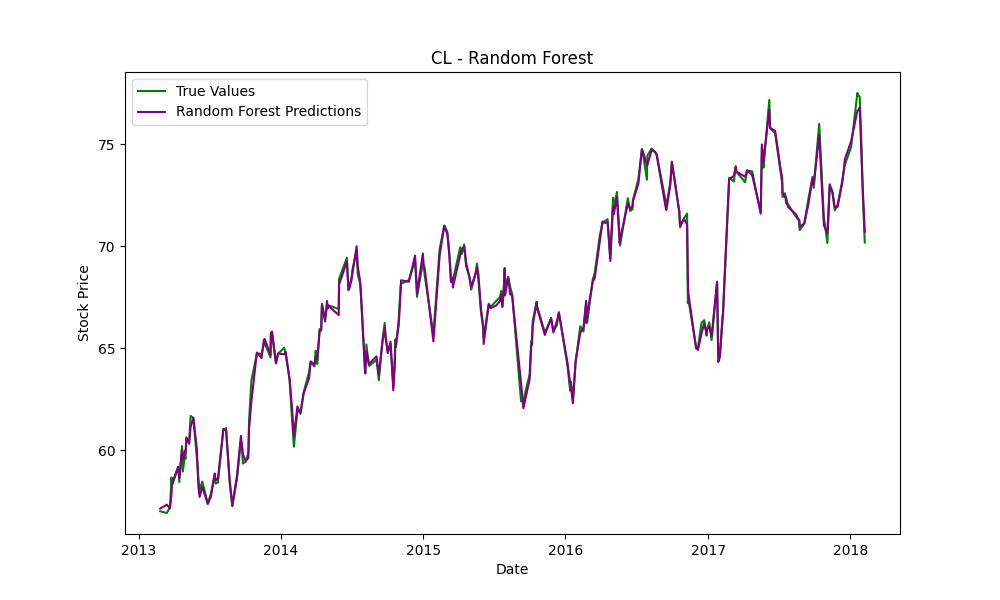 CL - Random Forest
True Values
Random Forest Predictions
Stock Price
75
70
65
60
2013
2014
2015
2016
2017
2018
Date